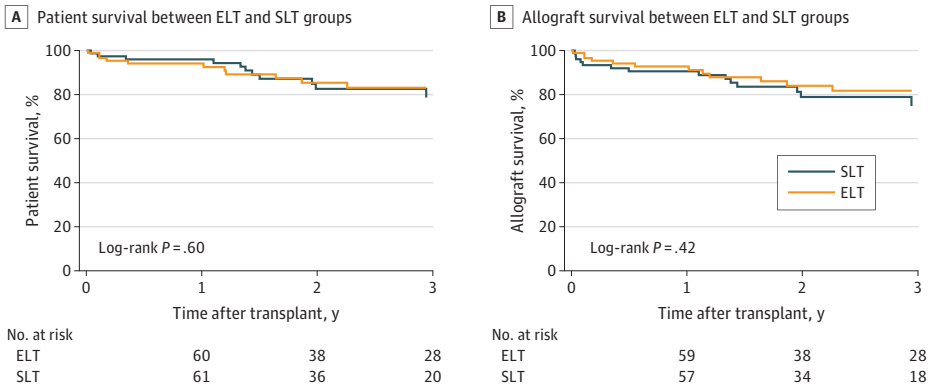 A Patient survival between ELT and SLT groups
100
80
60
40
20
0
Patient survival, %
Log-rank P = .60
0 1 2 3
Time after transplant, y
No. at risk
ELT 60 38 28
SLT 61 36 20
B Allograft survival between ELT and SLT groups
100
80
60
40
20
0
Allograft survival, %
SLT
ELT
Log-rank P = .42
0 1 2 3
Time after transplant, y
No. at risk
ELT 59 38 28
SLT 57 34 18